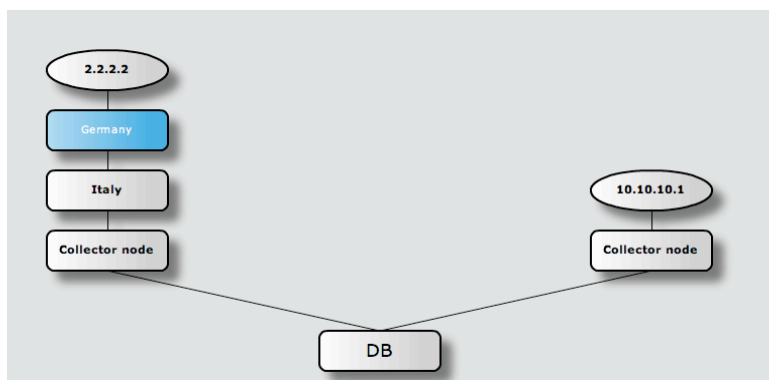 2.2.2.2
Germany
Italy
10.10.10.1
Collector node
Collector node
DB